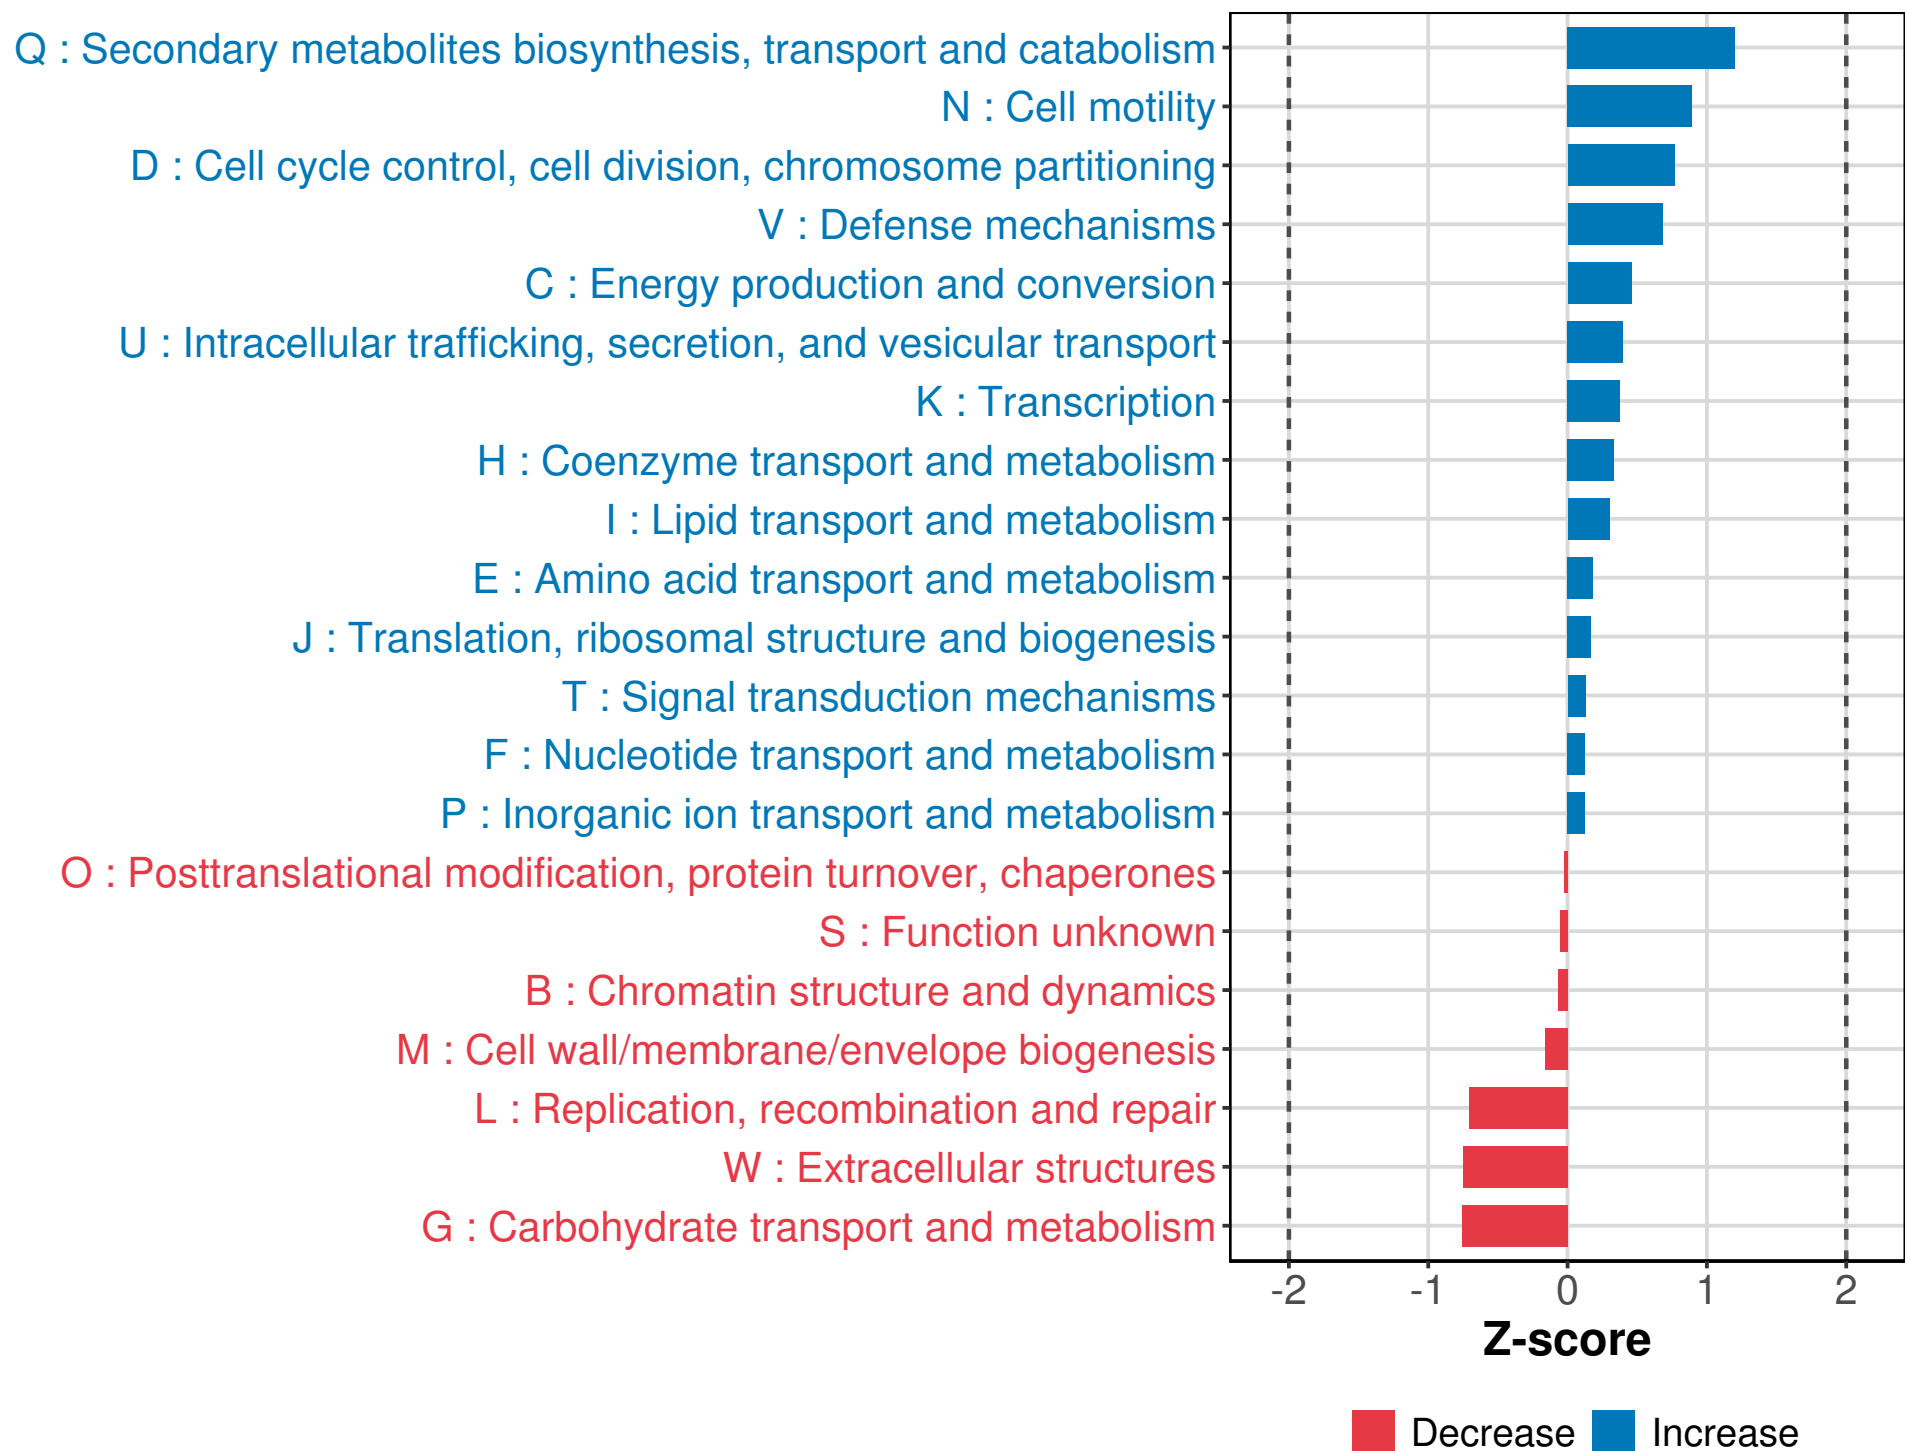 Q : Secondary metabolites biosynthesis, transport and catabolism
N : Cell motility
D : Cell cycle control, cell division, chromosome partitioning
V : Defense mechanisms
C : Energy production and conversion
U : Intracellular trafficking, secretion, and vesicular transport
K : Transcription
H : Coenzyme transport and metabolism
I : Lipid transport and metabolism
E : Amino acid transport and metabolism
J : Translation, ribosomal structure and biogenesis
T : Signal transduction mechanisms
F : Nucleotide transport and metabolism
P : Inorganic ion transport and metabolism
O : Posttranslational modification, protein turnover, chaperones
S : Function unknown
B : Chromatin structure and dynamics
M : Cell wall/membrane/envelope biogenesis
L : Replication, recombination and repair
W : Extracellular structures
G : Carbohydrate transport and metabolism
-2 -1 0 1 2
Z-score
Decrease Increase